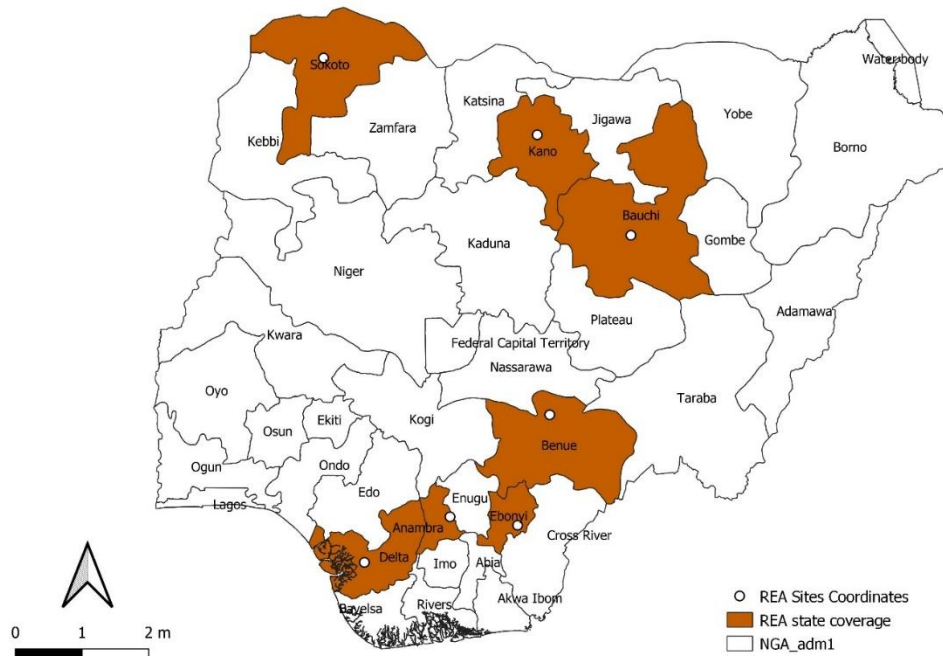 Sokoto
Kebbi
Zamfara
Katsina
Kano
Jigawa
Yobe
Water body
Borno
Bauchi
Gombe
Kaduna
Niger
Adamawa
Plateau
Federal Capital Territory
Nassarawa
Kwara
Taraba
Oyo
Kogi
Osun
Ekiti
Benue
Ogun
Ondo
Edo
Lagos
Enugu
Ebonyi
Anambra
Cross River
Delta
Imo
Abia
Bayelsa
Rivers
Akwa Ibom
0 1 2 m
REA Sites Coordinates
REA state coverage
NGA_adm1